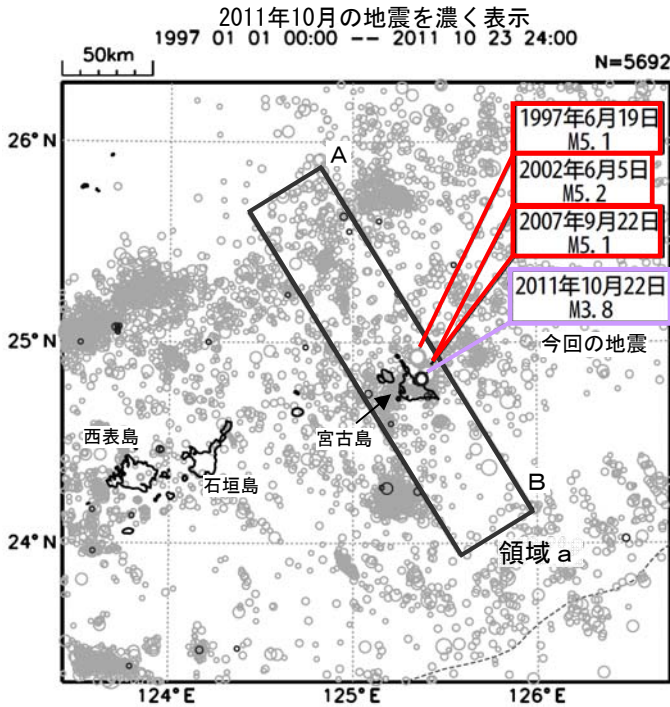 2011年10月の地震を濃く表示
1997 01 01 00:00 -- 2011 10 23 24:00
50km
N=5692
26°N
A
1997年6月19日
M5.1
2002年6月5日
M5.2
2007年9月22日
M5.1
2011年10月22日
M3.8
25°N
今回の地震
宮古島
西表島
石垣島
B
24°N
領域a
124°E
125°E
126°E